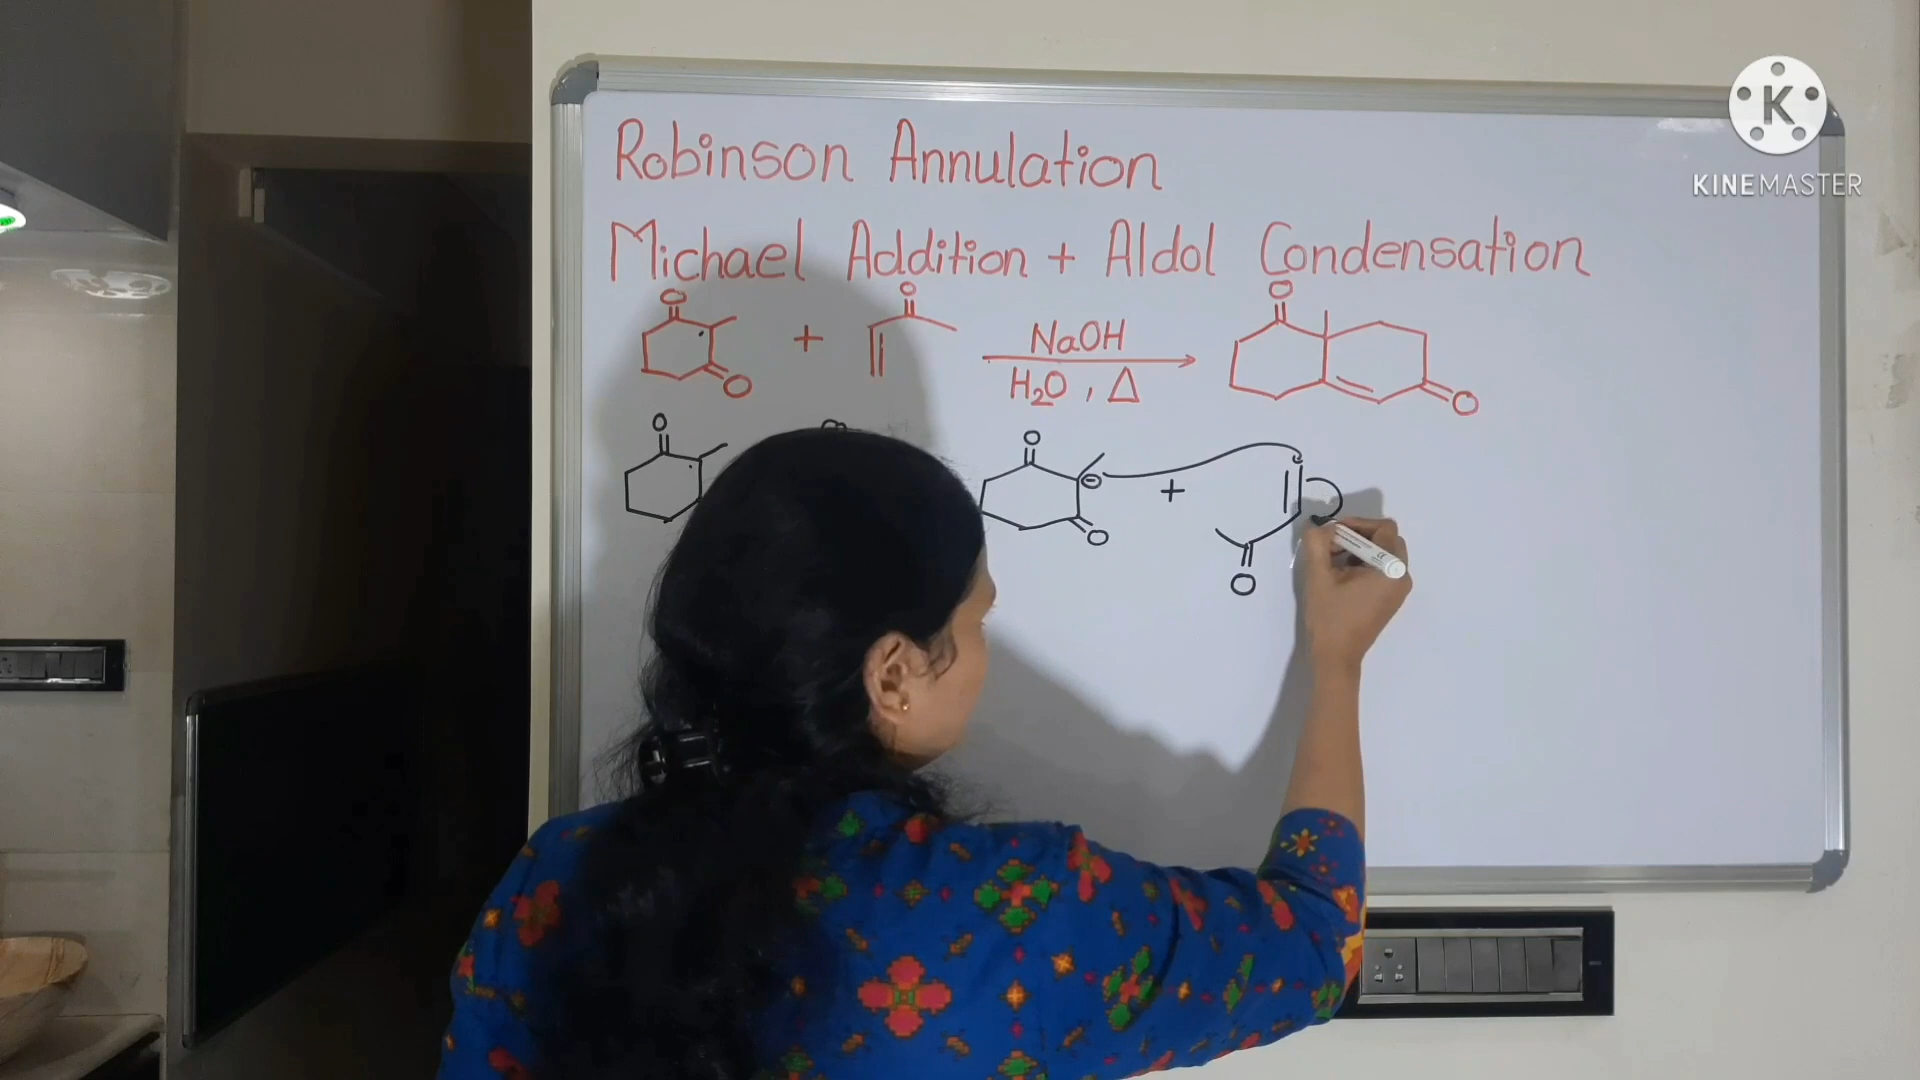 K
KINEMASTER
Robinson Annulation
Michael Addition + Aldol Condensation
O
O
+
O
NaOH
H₂O , Δ
O
O
O
O
⊖
O
+
O